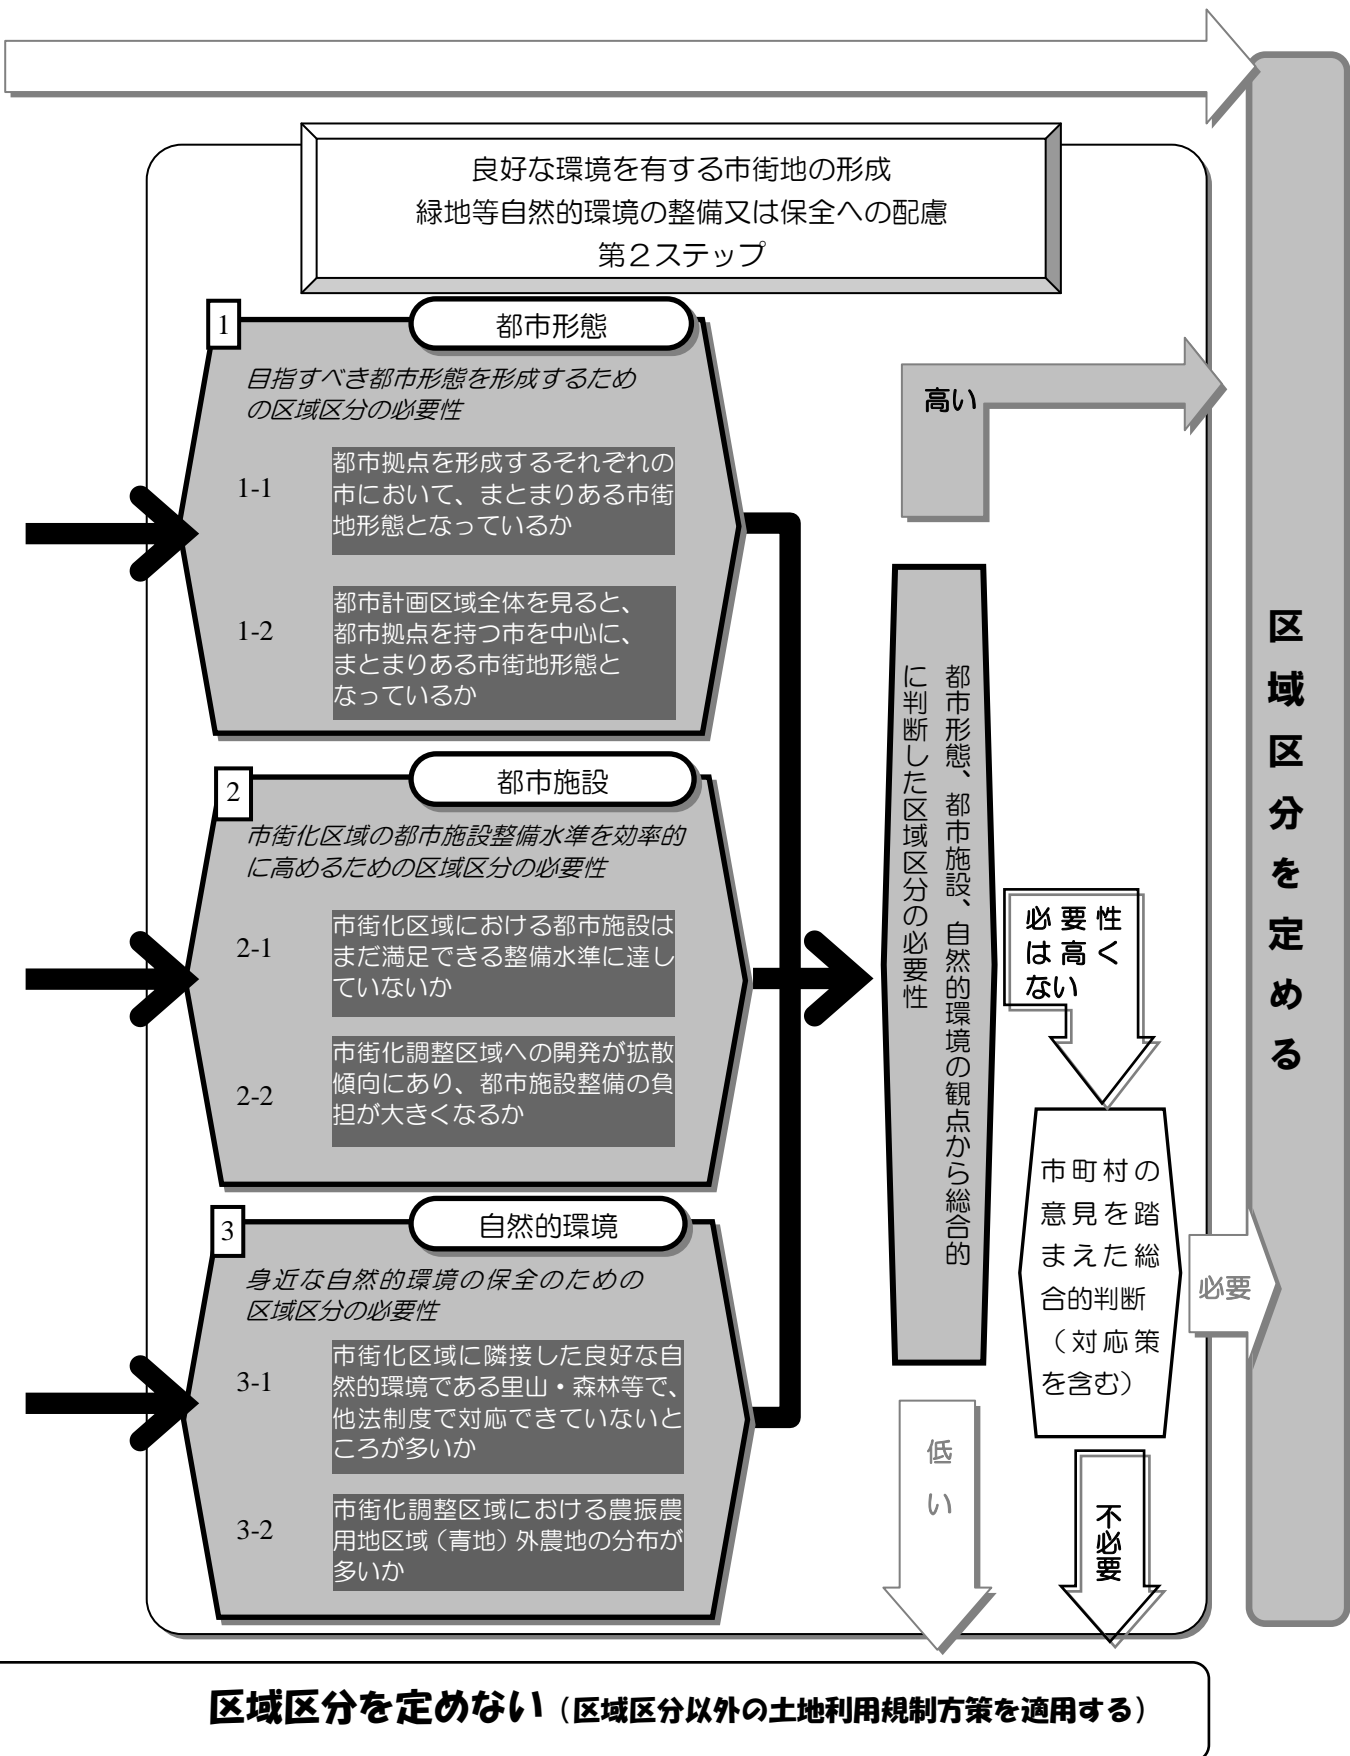 良好な環境を有する市街地の形成
緑地等自然的環境の整備又は保全への配慮
第2ステップ
1
都市形態
目指すべき都市形態を形成するため
の区域区分の必要性
1-1
都市拠点を形成するそれぞれの
市において、まとまりある市街
地形態となっているか
1-2
都市計画区域全体を見ると、
都市拠点を持つ市を中心に、
まとまりある市街地形態と
なっているか
2
都市施設
市街化区域の都市施設整備水準を効率的
に高めるための区域区分の必要性
2-1
市街化区域における都市施設は
まだ満足できる整備水準に達し
ていないか
2-2
市街化調整区域への開発が拡散
傾向にあり、都市施設整備の負
担が大きくなるか
3
自然的環境
身近な自然的環境の保全のための
区域区分の必要性
3-1
市街化区域に隣接した良好な自
然的環境である里山・森林等で、
他法制度で対応できていないと
ころが多いか
3-2
市街化調整区域における農振農
用地区域（青地）外農地の分布が
多いか
高い
都市形態、都市施設、自然的環境の観点から総合的
に判断した区域区分の必要性
必要性
は高く
ない
市町村の
意見を踏
まえた総
合的判断
（対応策
を含む）
必要
低い
不必要
区域区分を定める
区域区分を定めない（区域区分以外の土地利用規制方策を適用する）